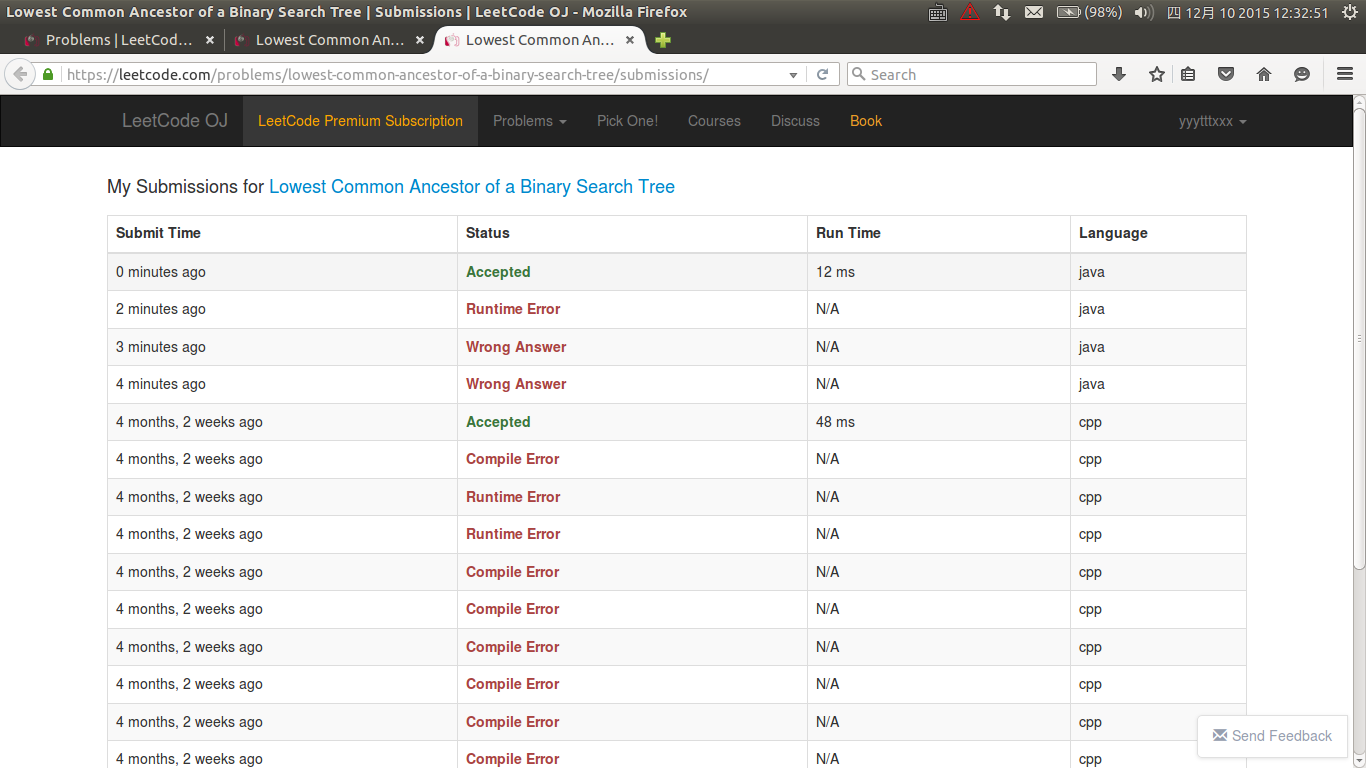 Lowest Common Ancestor of a Binary Search Tree | Submissions | LeetCode OJ - Mozilla Firefox (98%) 四 12月 10 2015 12:32:51
Problems | LeetCod... × Lowest Common An... × Lowest Common An... ×
https://leetcode.com/problems/lowest-common-ancestor-of-a-binary-search-tree/submissions/ Search
LeetCode OJ LeetCode Premium Subscription Problems Pick One! Courses Discuss Book yyytttxxx
My Submissions for Lowest Common Ancestor of a Binary Search Tree
Submit Time Status Run Time Language
0 minutes ago Accepted 12 ms java
2 minutes ago Runtime Error N/A java
3 minutes ago Wrong Answer N/A java
4 minutes ago Wrong Answer N/A java
4 months, 2 weeks ago Accepted 48 ms cpp
4 months, 2 weeks ago Compile Error N/A cpp
4 months, 2 weeks ago Runtime Error N/A cpp
4 months, 2 weeks ago Runtime Error N/A cpp
4 months, 2 weeks ago Compile Error N/A cpp
4 months, 2 weeks ago Compile Error N/A cpp
4 months, 2 weeks ago Compile Error N/A cpp
4 months, 2 weeks ago Compile Error N/A cpp
4 months, 2 weeks ago Compile Error N/A cpp
4 months, 2 weeks ago Compile Error N/A cpp
Send Feedback